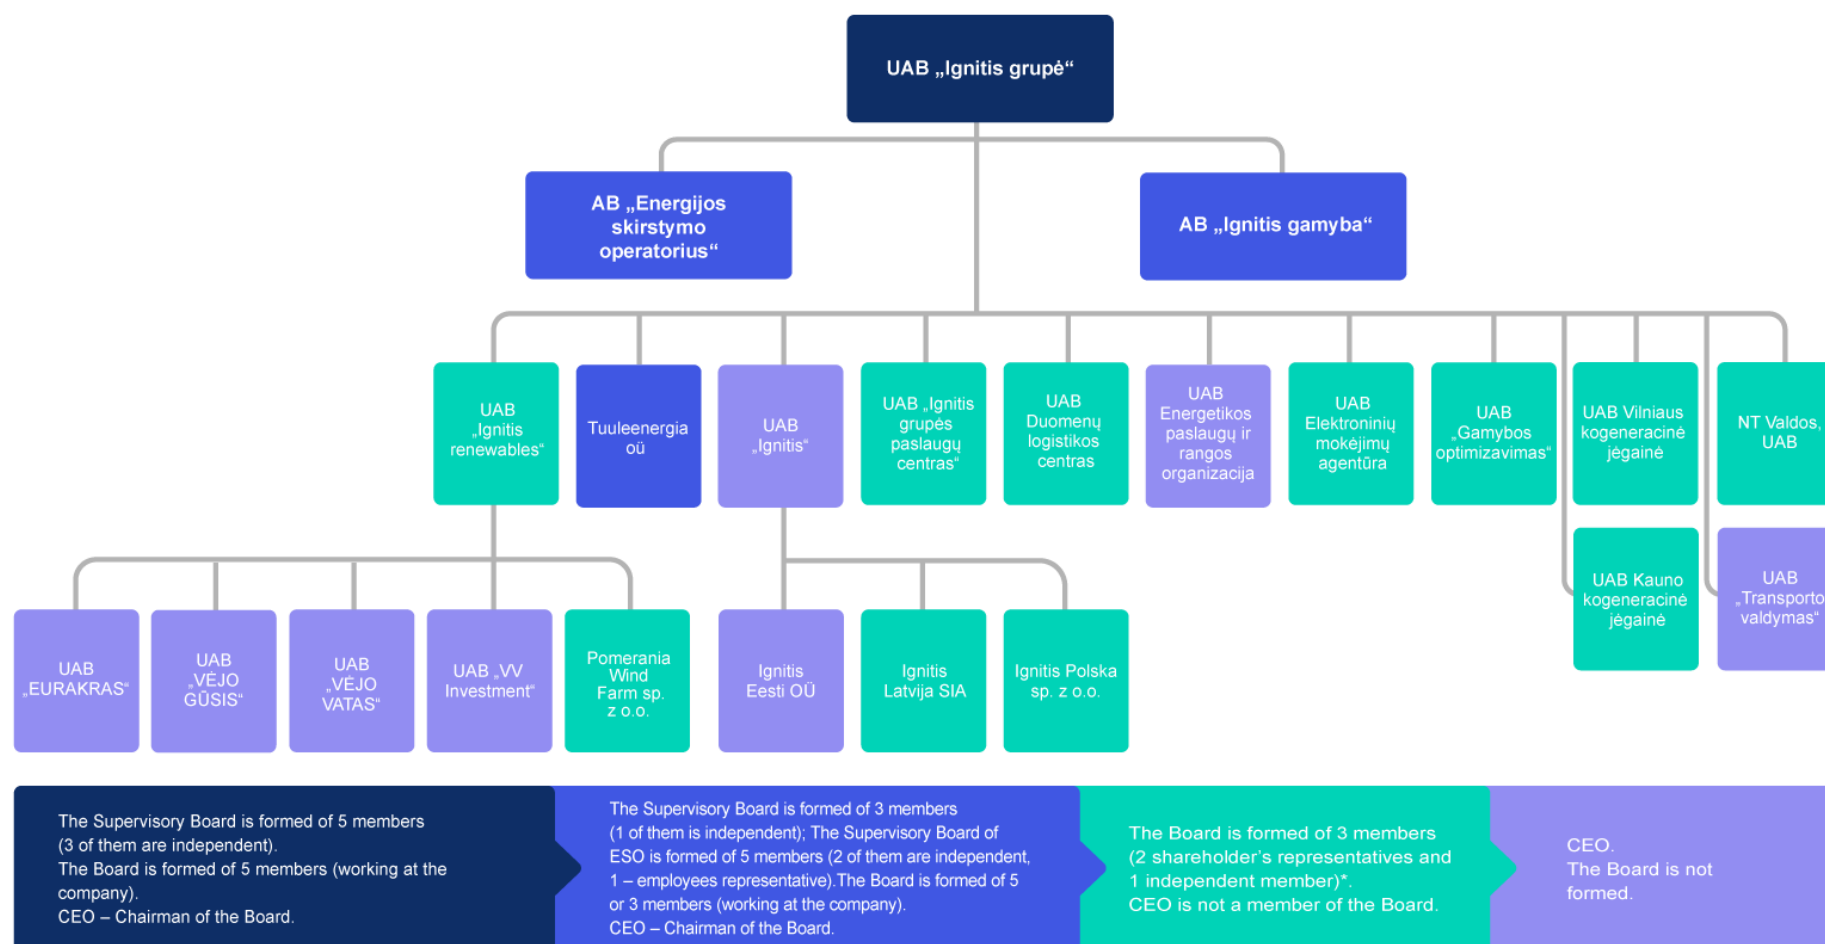 UAB „Ignitis grupė“
AB „Energijos
skirstymo
operatorius“
AB „Ignitis gamyba“
UAB
„Ignitis
renewables“
Tuuleenergia
oü
UAB
„Ignitis“
UAB „Ignitis
grupės
paslaugų
centras“
UAB
Duomenų
logistikos
centras
UAB
Energetikos
paslaugų ir
rangos
organizacija
UAB
Elektroninių
mokėjimų
agentūra
UAB
„Gamybos
optimizavimas“
UAB Vilniaus
kogeneracinė
jėgainė
NT Valdos,
UAB
UAB Kauno
kogeneracinė
jėgainė
UAB
„Transporto
valdymas“
UAB
„EURAKRAS“
UAB
„VĖJO
GŪSIS“
UAB
„VĖJO
VATAS“
UAB „VV
Investment“
Pomerania
Wind
Farm sp.
z o.o.
Ignitis
Eesti OÜ
Ignitis
Latvija SIA
Ignitis Polska
sp. z o.o.
The Supervisory Board is formed of 5 members
(3 of them are independent).
The Board is formed of 5 members (working at the
company).
CEO – Chairman of the Board.
The Supervisory Board is formed of 3 members
(1 of them is independent); The Supervisory Board of
ESO is formed of 5 members (2 of them are independent,
1 – employees representative).The Board is formed of 5
or 3 members (working at the company).
CEO – Chairman of the Board.
The Board is formed of 3 members
(2 shareholder’s representatives and
1 independent member)*.
CEO is not a member of the Board.
CEO.
The Board is not
formed.